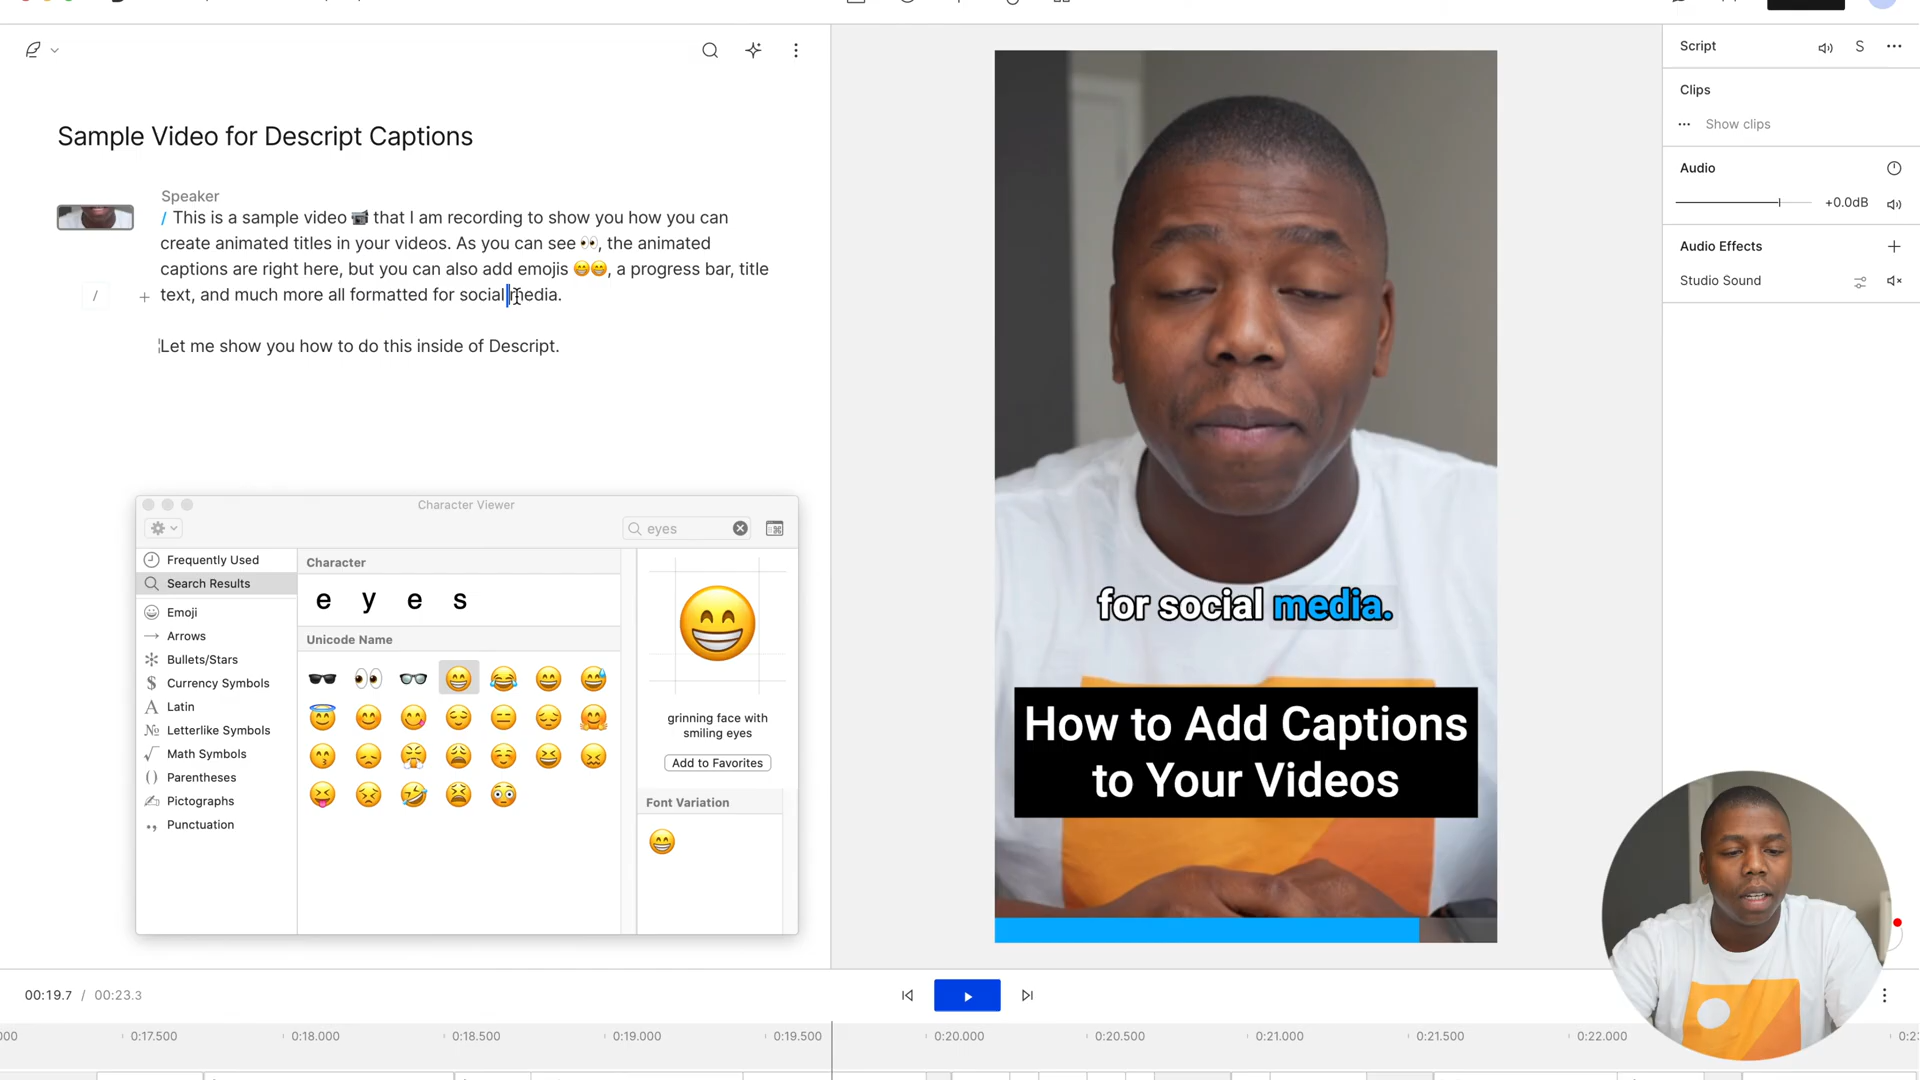 Script
S
Clips
Show clips
Audio
+0.0dB
Audio Effects
Studio Sound
Sample Video for Descript Captions
Speaker
/ This is a sample video 📹 that I am recording to show you how you can
create animated titles in your videos. As you can see 👀, the animated
captions are right here, but you can also add emojis 😁😁, a progress bar, title
text, and much more all formatted for social media.
/
Let me show you how to do this inside of Descript.
Character Viewer
eyes
Frequently Used
Search Results
Emoji
Arrows
Bullets/Stars
Currency Symbols
Latin
Letterlike Symbols
Math Symbols
Parentheses
Pictographs
Punctuation
Character
e y e s
Unicode Name
grinning face with
smiling eyes
Add to Favorites
Font Variation
for social media.
How to Add Captions
to Your Videos
00:19.7 / 00:23.3
0:17.500
0:18.000
0:18.500
0:19.000
0:19.500
0:20.000
0:20.500
0:21.000
0:21.500
0:22.000